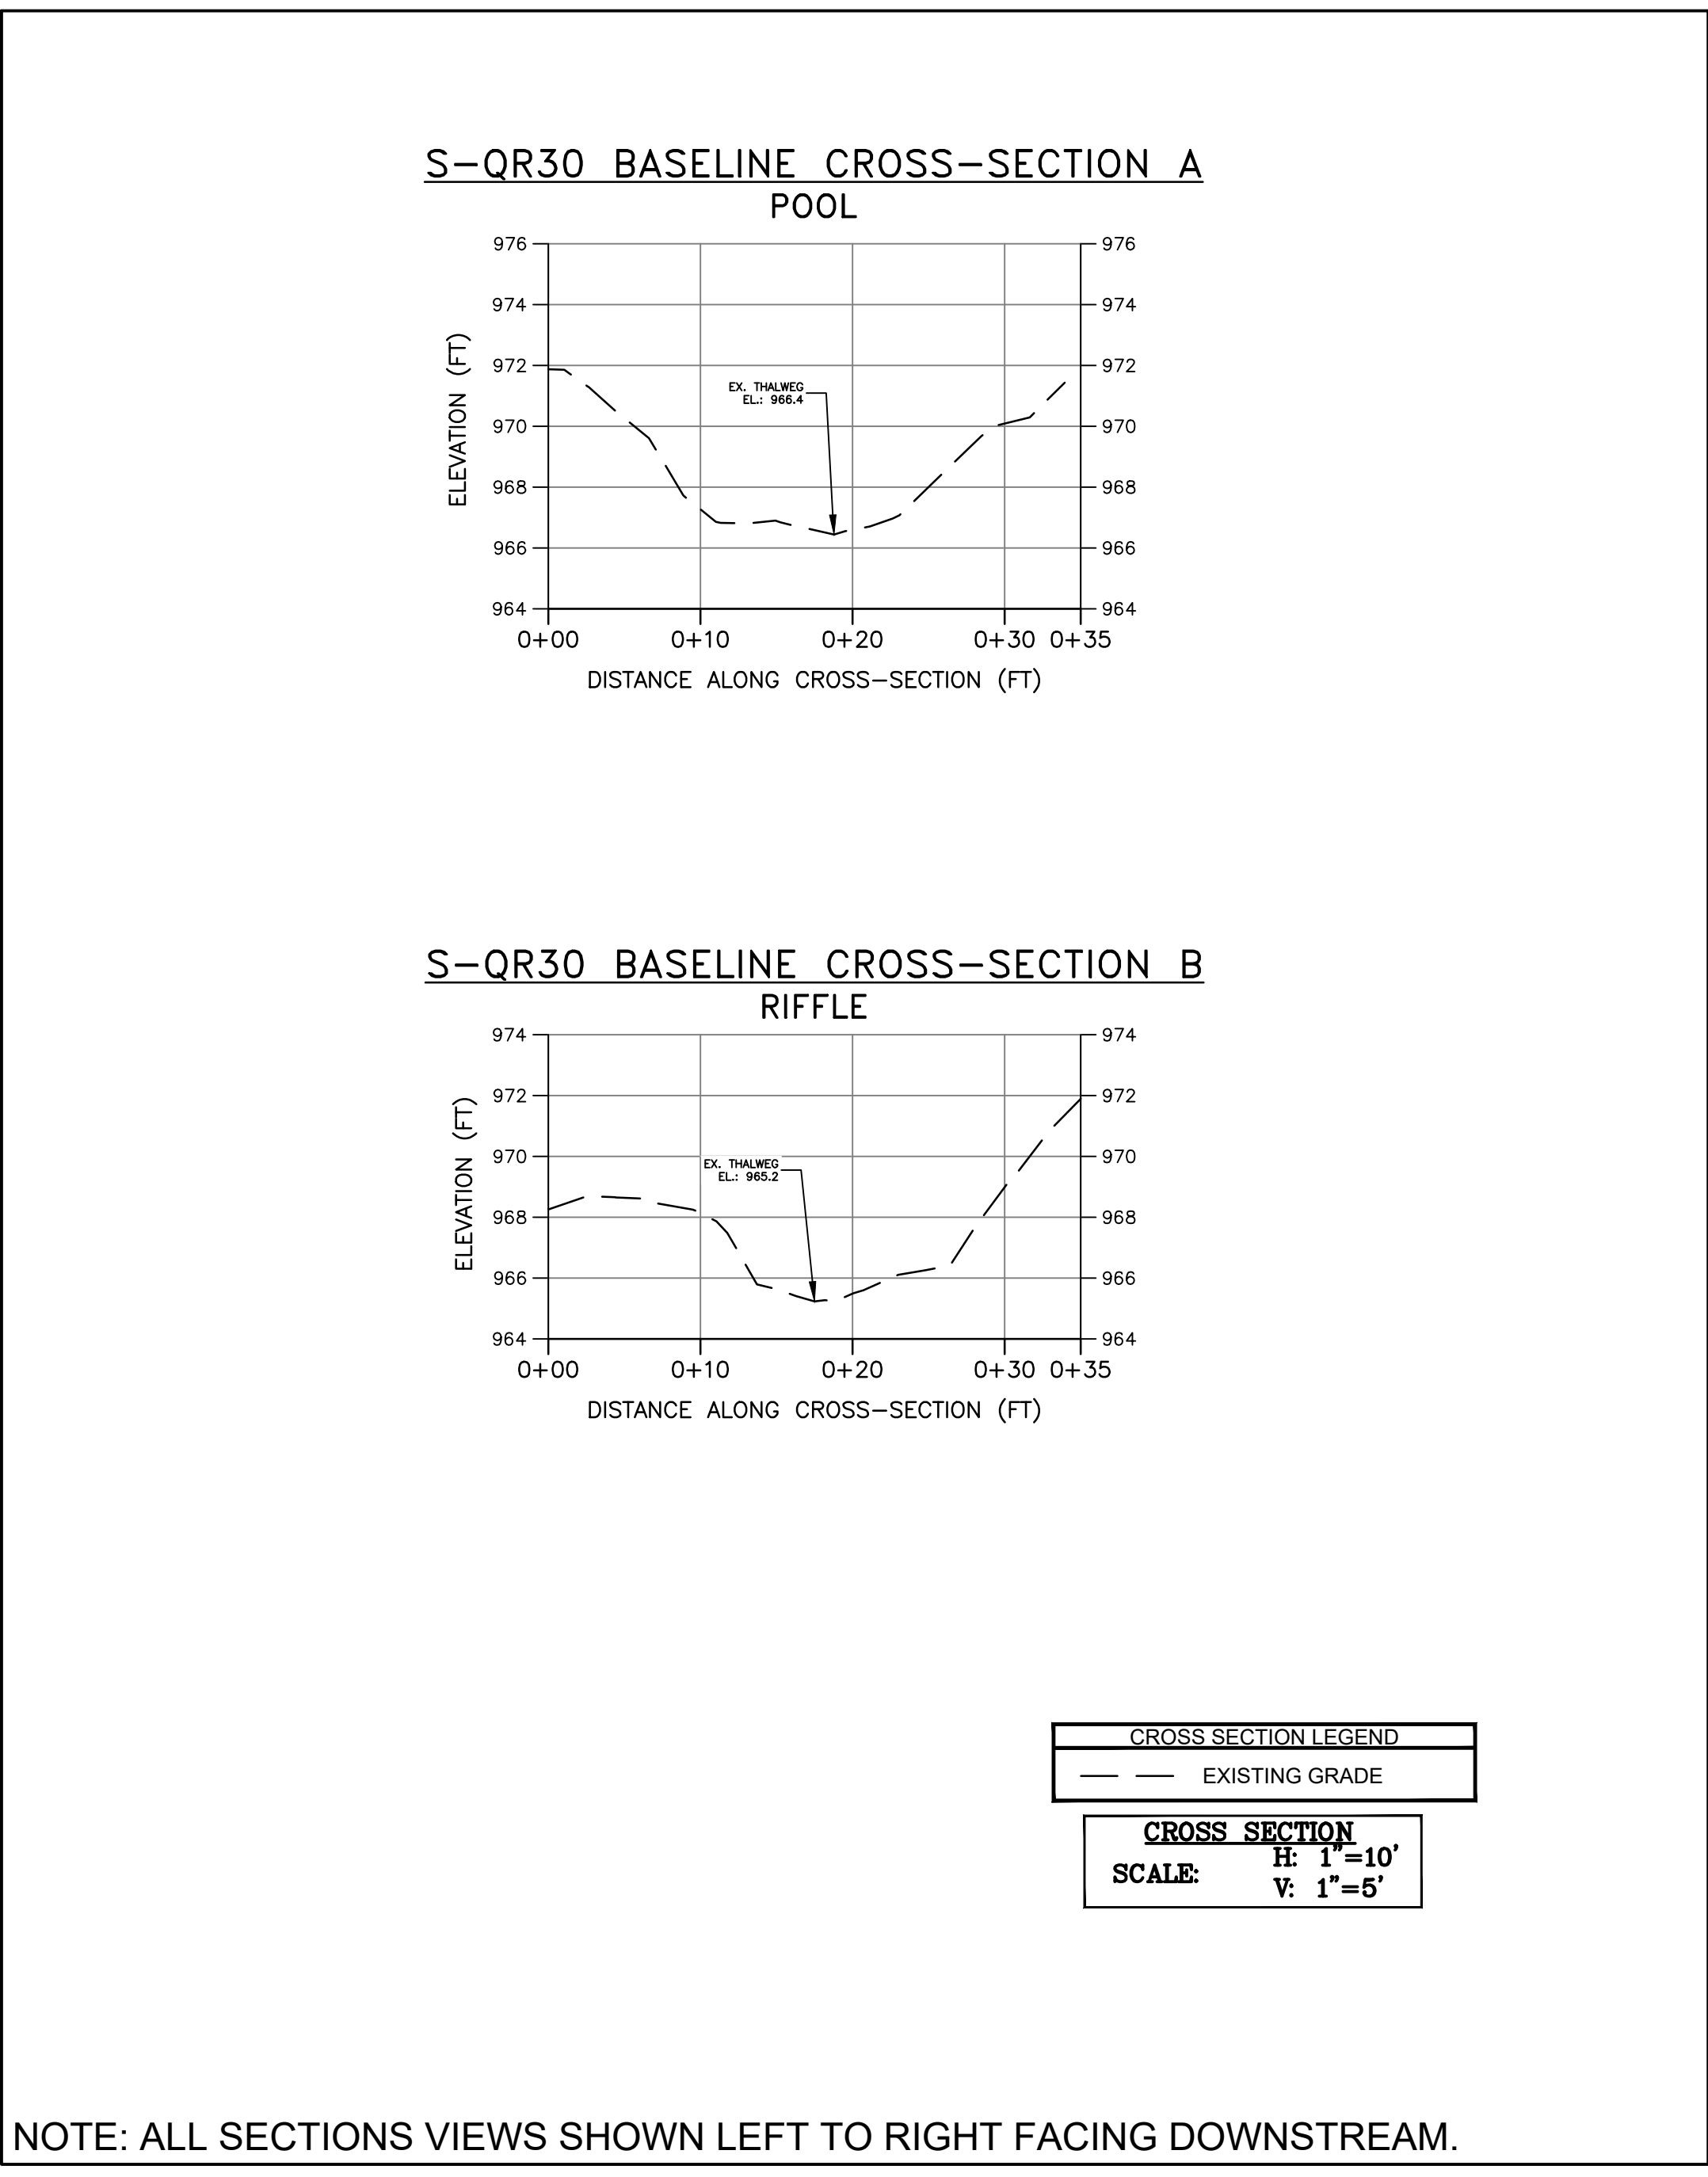 S-QR30 BASELINE CROSS-SECTION A
POOL
976 976
974 974
972 972
EX. THALWEG
EL.: 966.4
970 970
968 968
966 966
964 964
ELEVATION (FT)
0+00 0+10 0+20 0+30 0+35
DISTANCE ALONG CROSS-SECTION (FT)
S-QR30 BASELINE CROSS-SECTION B
RIFFLE
974 974
972 972
970 970
EX. THALWEG
EL.: 965.2
968 968
966 966
964 964
ELEVATION (FT)
0+00 0+10 0+20 0+30 0+35
DISTANCE ALONG CROSS-SECTION (FT)
CROSS SECTION LEGEND
EXISTING GRADE
CROSS SECTION
SCALE: H: 1"=10'
V: 1"=5'
NOTE: ALL SECTIONS VIEWS SHOWN LEFT TO RIGHT FACING DOWNSTREAM.